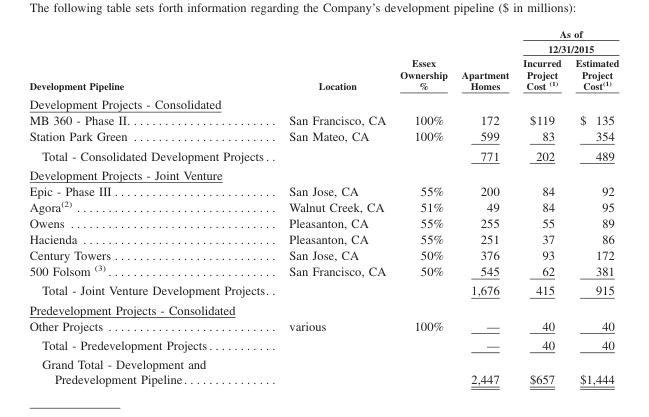 The following table sets forth information regarding the Company's development pipeline ($ in millions):
As of
12/31/2015
Essex Incurred Estimated
Ownership Apartment Project Project
Development Pipeline Location % Homes Cost (1) Cost(1)
Development Projects - Consolidated
MB 360 - Phase II. . . . . . . . . . . . . . . . . . . . . . . . San Francisco, CA 100% 172 $119 $ 135
Station Park Green . . . . . . . . . . . . . . . . . . . . . . . San Mateo, CA 100% 599 83 354
Total - Consolidated Development Projects . . 771 202 489
Development Projects - Joint Venture
Epic - Phase III . . . . . . . . . . . . . . . . . . . . . . . . . . San Jose, CA 55% 200 84 92
Agora(2) . . . . . . . . . . . . . . . . . . . . . . . . . . . . . . . Walnut Creek, CA 51% 49 84 95
Owens . . . . . . . . . . . . . . . . . . . . . . . . . . . . . . . . Pleasanton, CA 55% 255 55 89
Hacienda . . . . . . . . . . . . . . . . . . . . . . . . . . . . . . Pleasanton, CA 55% 251 37 86
Century Towers . . . . . . . . . . . . . . . . . . . . . . . . . . San Jose, CA 50% 376 93 172
500 Folsom (3) . . . . . . . . . . . . . . . . . . . . . . . . . . . San Francisco, CA 50% 545 62 381
Total - Joint Venture Development Projects. . 1,676 415 915
Predevelopment Projects - Consolidated
Other Projects . . . . . . . . . . . . . . . . . . . . . . . . . . . various 100% — 40 40
Total - Predevelopment Projects . . . . . . . . . . . — 40 40
Grand Total - Development and
Predevelopment Pipeline . . . . . . . . . . . . . . . 2,447 $657 $1,444